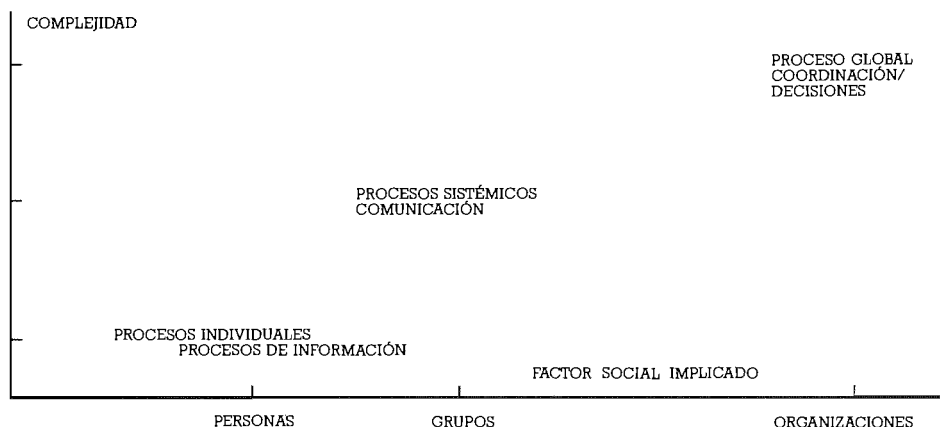 COMPLEJIDAD
PROCESO GLOBAL
COORDINACIÓN/
DECISIONES
PROCESOS SISTÉMICOS
COMUNICACIÓN
PROCESOS INDIVIDUALES
PROCESOS DE INFORMACIÓN
FACTOR SOCIAL IMPLICADO
PERSONAS GRUPOS ORGANIZACIONES